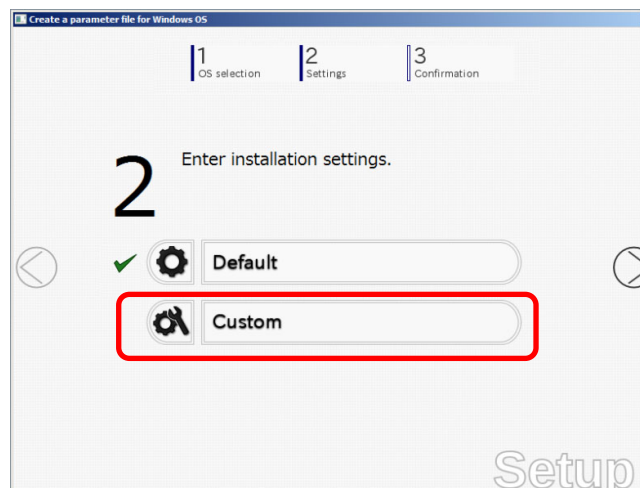 Create a parameter file for Windows OS
1
OS selection
2
Settings
3
Confirmation
2
Enter installation settings.
Default
Custom
Setup